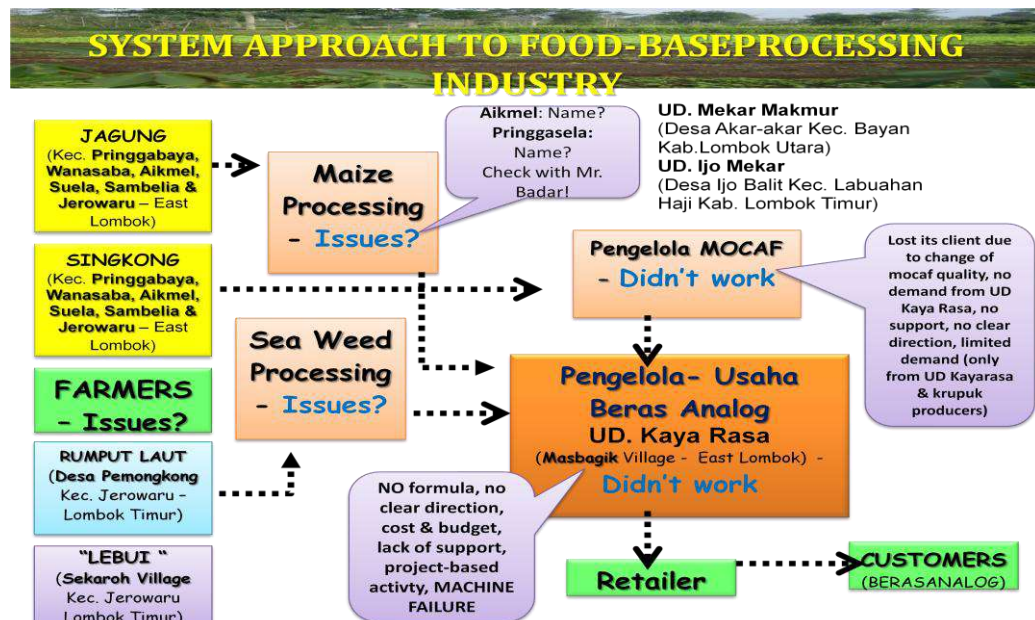 SYSTEM APPROACH TO FOOD-BASEPROCESSING
INDUSTRY
JAGUNG
(Kec. Pringgabaya,
Wanasaba, Aikmel,
Suela, Sambelia &
Jerowaru – East
Lombok)
SINGKONG
(Kec. Pringgabaya,
Wanasaba, Aikmel,
Suela, Sambelia &
Jerowaru – East
Lombok)
FARMERS
- Issues?
RUMPUT LAUT
(Desa Pemongkong
Kec. Jerowaru –
Lombok Timur)
"LEBUI "
(Sekaroh Village
Kec. Jerowaru
Lombok Timur)
Maize
Processing
- Issues?
Sea Weed
Processing
- Issues?
Aikmel: Name?
Pringgasela:
Name?
Check with Mr.
Badar!
UD. Mekar Makmur
(Desa Akar-akar Kec. Bayan
Kab.Lombok Utara)
UD. Ijo Mekar
(Desa Ijo Balit Kec. Labuahan
Haji Kab. Lombok Timur)
Pengelola MOCAF
- Didn't work
Lost its client due
to change of
mocaf quality, no
demand from UD
Kaya Rasa, no
support, no clear
direction, limited
demand (only
from UD Kayarasa
& krupuk
producers)
Pengelola- Usaha
Beras Analog
UD. Kaya Rasa
(Masbagik Village - East Lombok) -
Didn't work
NO formula, no
clear direction,
cost & budget,
lack of support,
project-based
activty, MACHINE
FAILURE
Retailer
CUSTOMERS
(BERASANALOG)